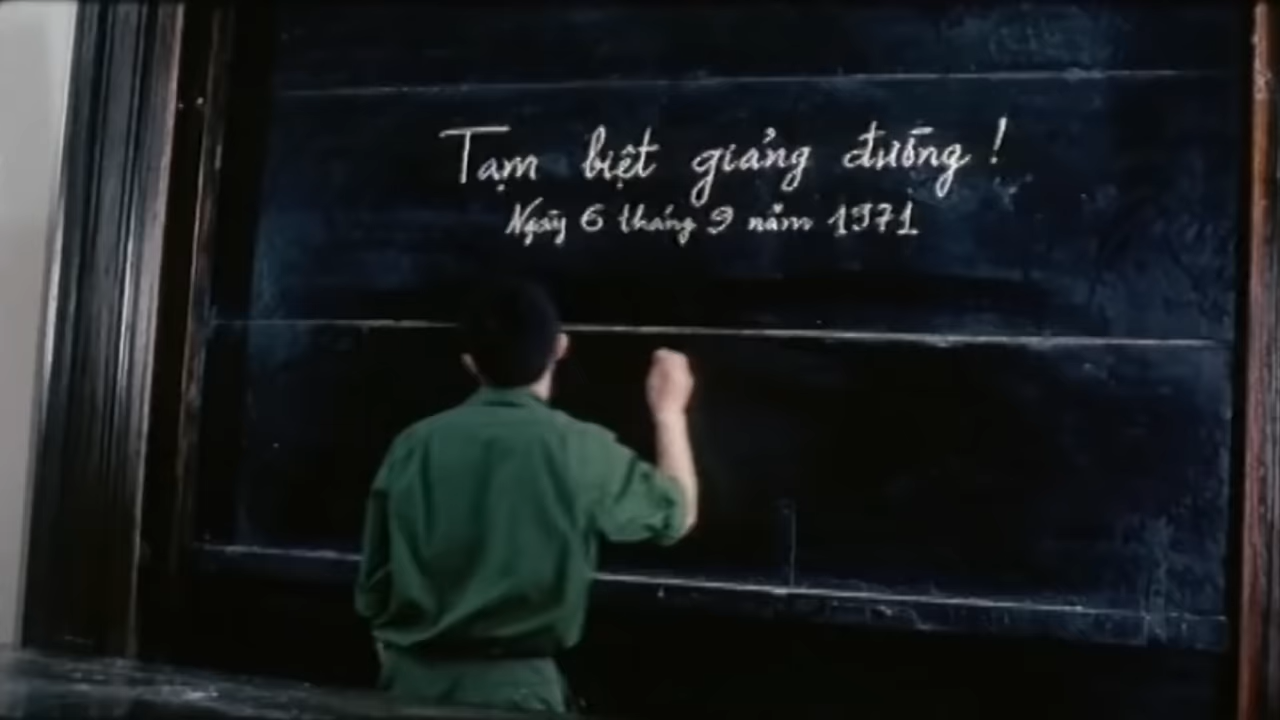 Tạm biệt giảng đường !
Ngày 6 tháng 9 năm 1971